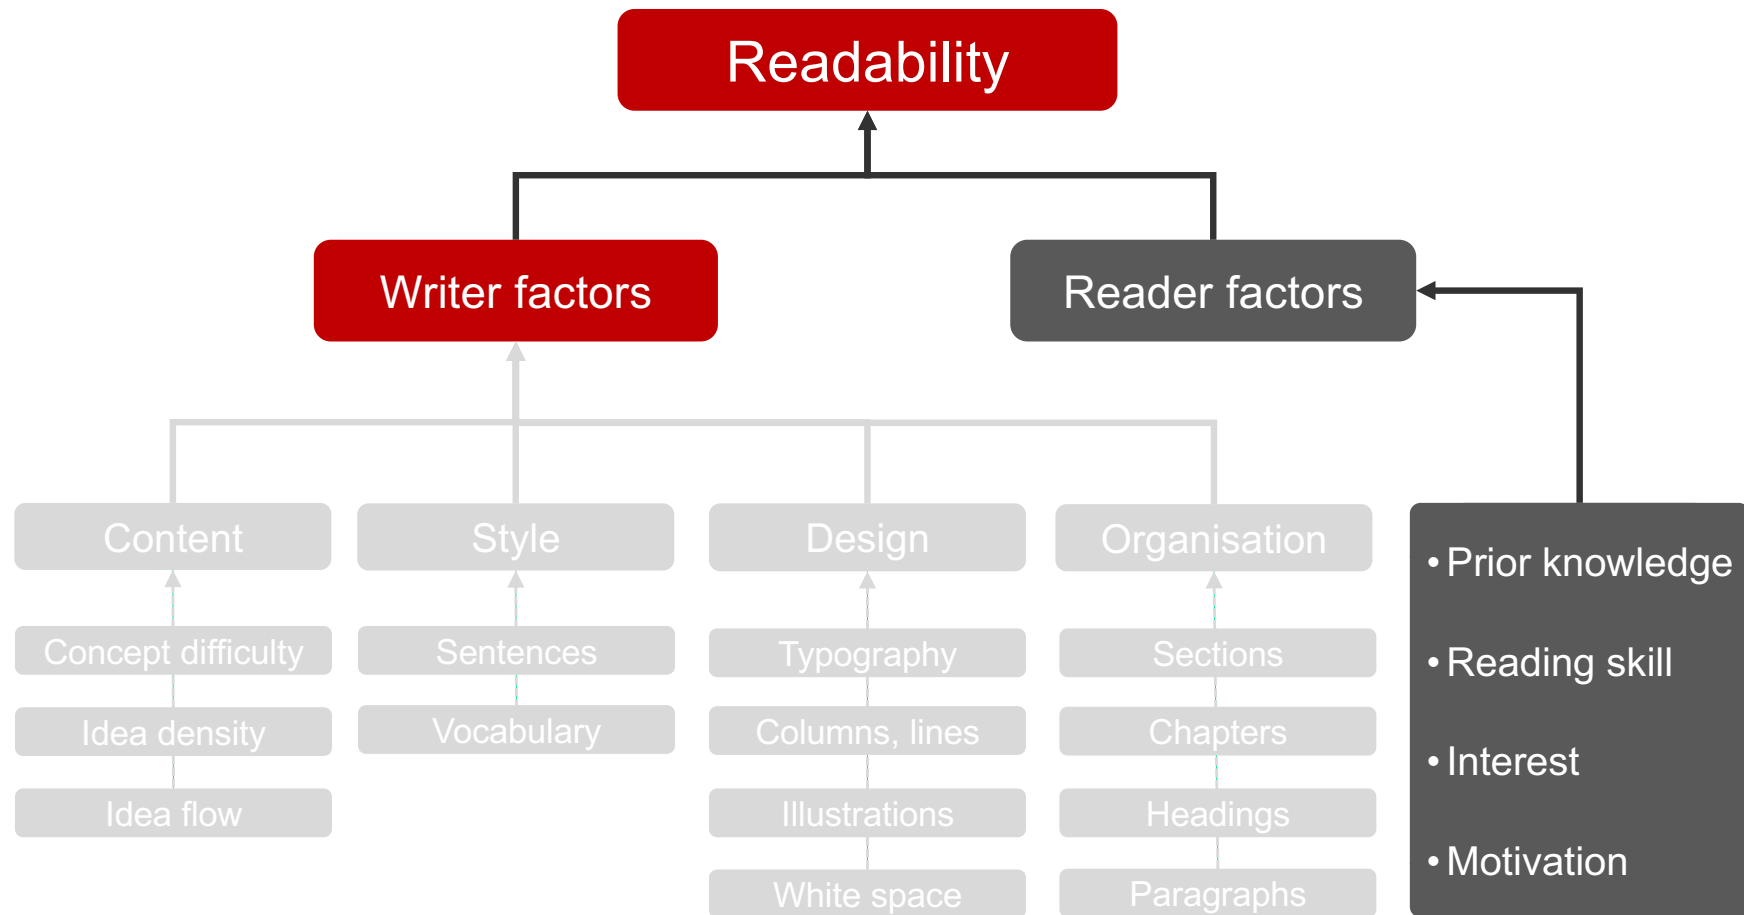 Readability
Writer factors
Reader factors
Content
Style
Design
Organisation
Concept difficulty
Idea density
Idea flow
Sentences
Vocabulary
Typography
Columns, lines
Illustrations
White space
Sections
Chapters
Headings
Paragraphs
• Prior knowledge
• Reading skill
• Interest
• Motivation